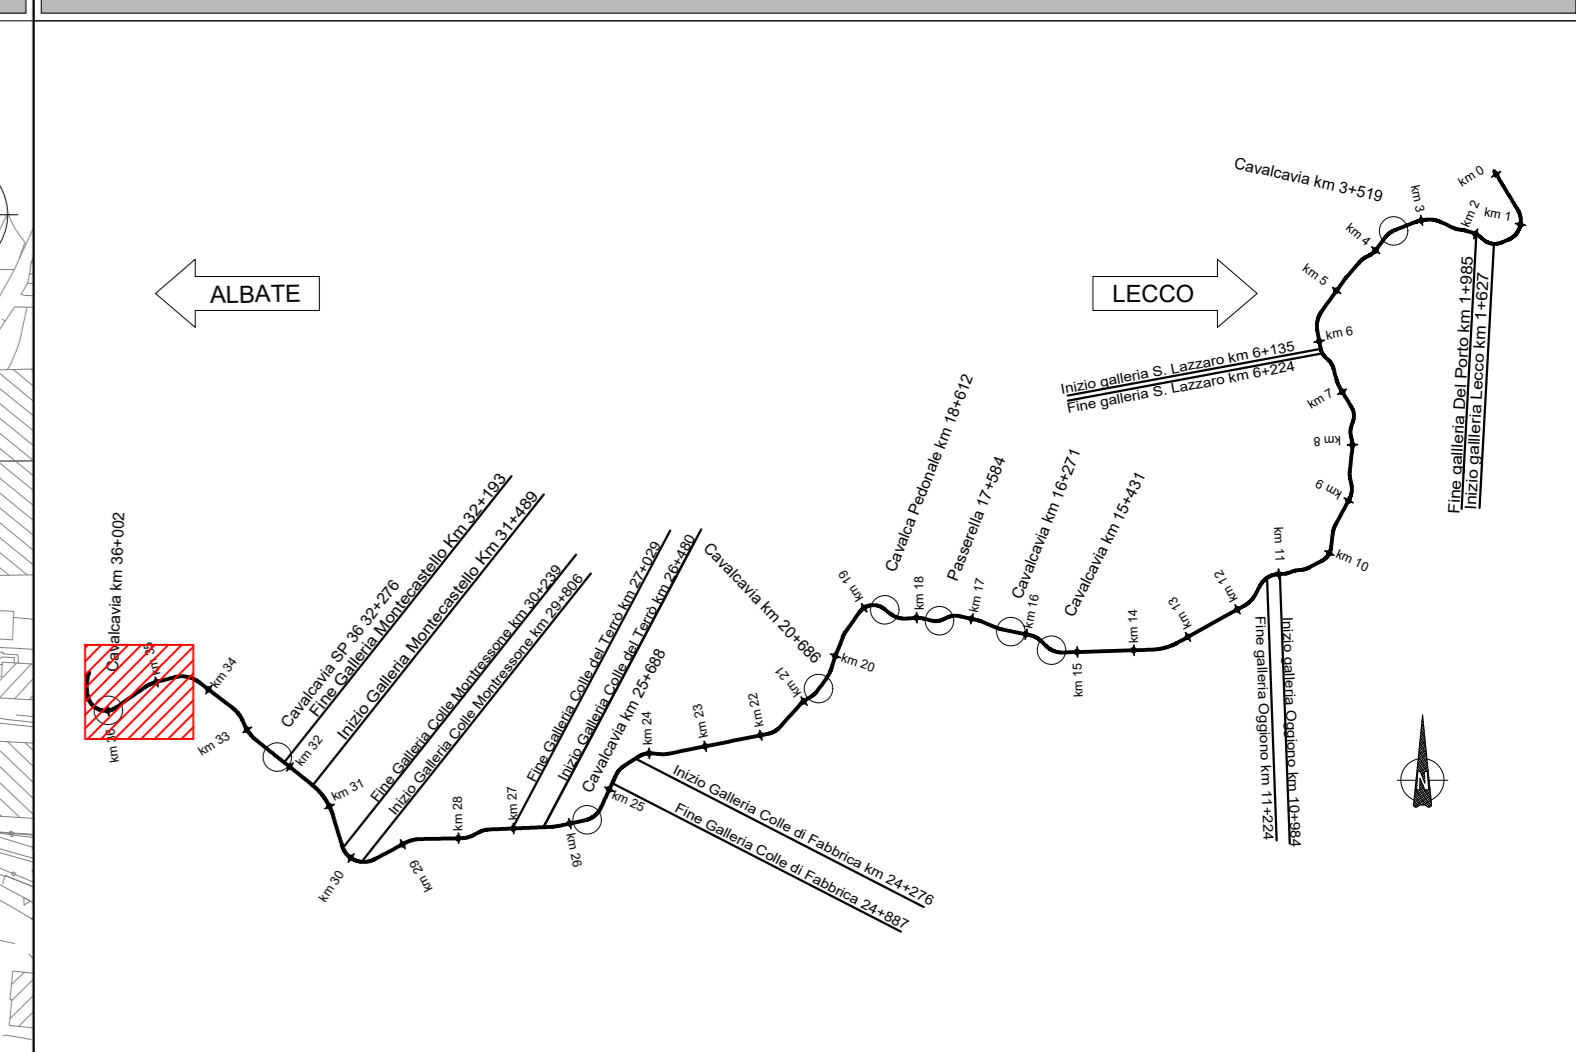 Cavalcavia km 3+519
km 0
km 1
km 2
km 3
km 4
km 5
km 6
km 7
km 8
km 9
km 10
km 11
km 12
km 13
km 14
km 15
km 16
km 17
km 18
km 19
km 20
km 21
km 22
km 23
km 24
km 25
km 26
km 27
km 28
km 29
km 30
km 31
km 32
km 33
km 34
km 35
km 36
ALBATE
LECCO
Fine gallleria Del Porto km 1+985
Inizio gallleria Lecco km 1+627
Inizio galleria S. Lazzaro km 6+135
Fine galleria S. Lazzaro km 6+224
Inizio galleria Oggiono km 10+984
Fine galleria Oggiono km 11+224
Cavalcavia km 15+431
Cavalcavia km 16+271
Passerella 17+584
Cavalca Pedonale km 18+612
Cavalcavia km 20+686
Inizio Galleria Colle di Fabbrica km 24+276
Fine Galleria Colle di Fabbrica 24+887
Cavalcavia km 25+688
Inizio Galleria Colle del Terrò km 26+480
Fine Galleria Colle del Terrò km 27+029
Inizio Galleria Colle Montressone km 29+806
Fine Galleria Colle Montressone km 30+239
Inizio Galleria Montecastello Km 31+489
Fine Galleria Montecastello Km 32+193
Cavalcavia SP 36 32+276
Cavalcavia km 36+002
N